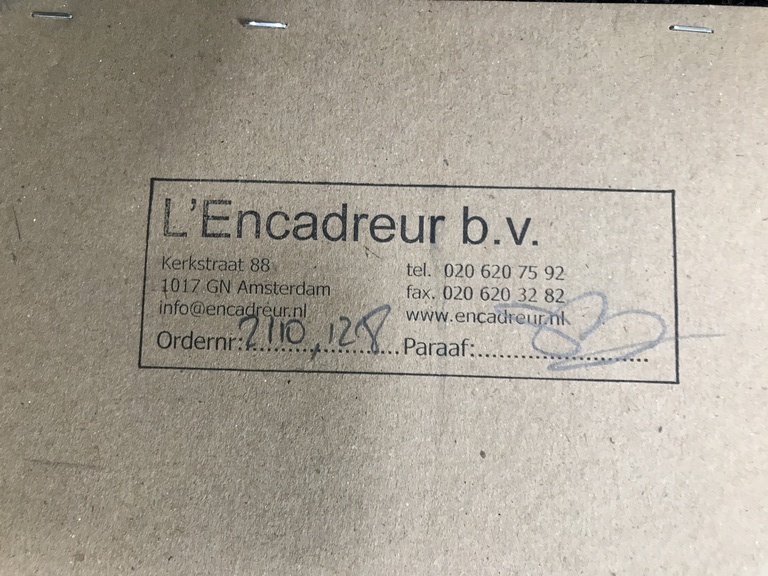 L'Encadreur b.v.
Kerkstraat 88 tel. 020 620 75 92
1017 GN Amsterdam fax. 020 620 32 82
info@encadreur.nl www.encadreur.nl
Ordernr:2110,128 Paraaf: